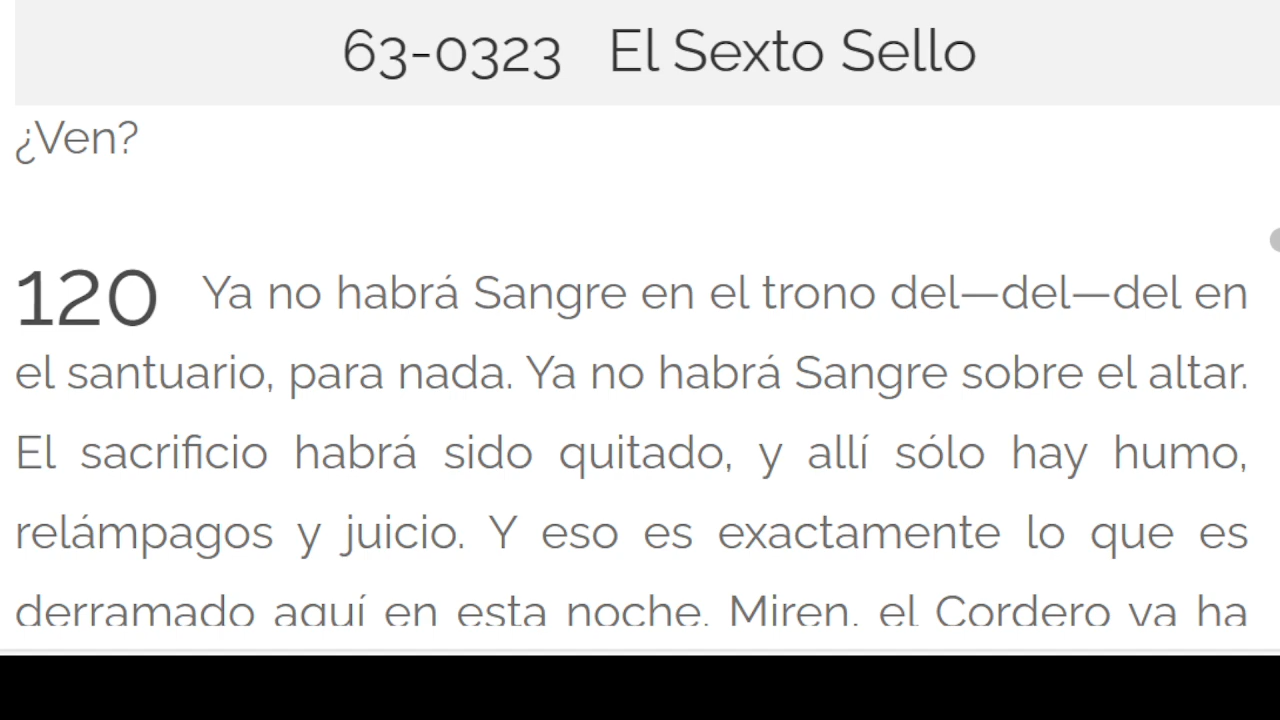 63-0323 El Sexto Sello
¿Ven?
120 Ya no habrá Sangre en el trono del—del—del en
el santuario, para nada. Ya no habrá Sangre sobre el altar.
El sacrificio habrá sido quitado, y allí sólo hay humo,
relámpagos y juicio. Y eso es exactamente lo que es
derramado aquí en esta noche. Miren, el Cordero ya ha